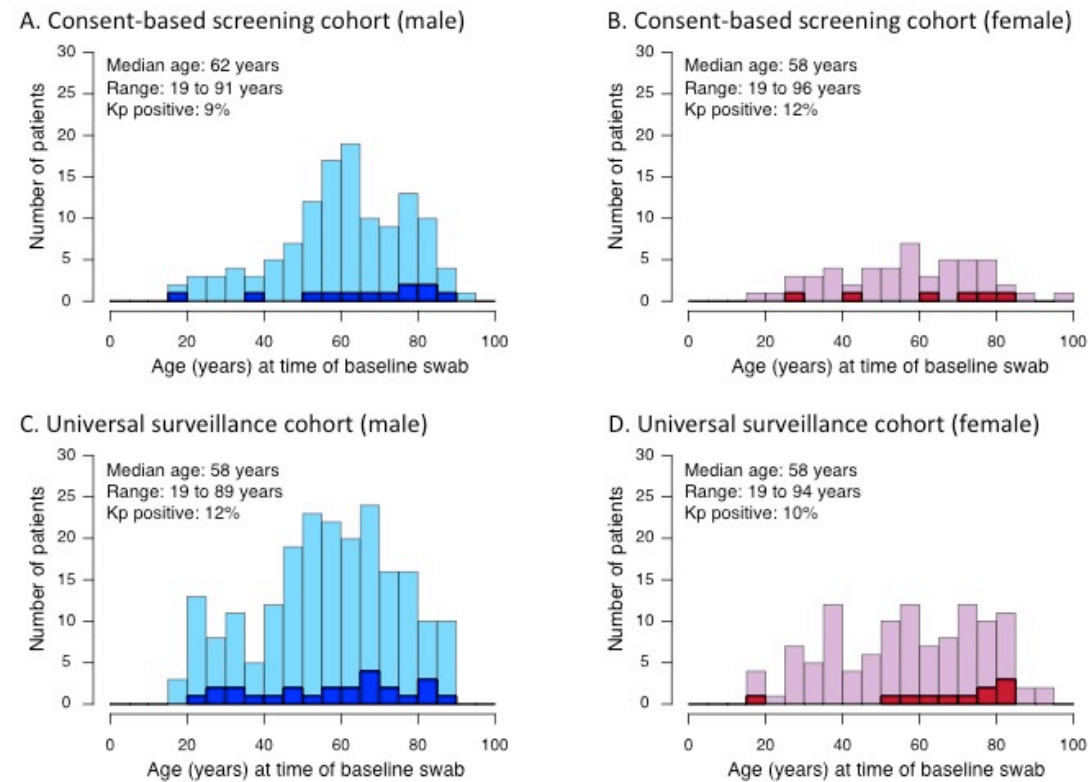 A. Consent-based screening cohort (male)
Median age: 62 years
Range: 19 to 91 years
Kp positive: 9%
Number of patients
30
25
20
15
10
5
0
0 20 40 60 80 100
Age (years) at time of baseline swab
B. Consent-based screening cohort (female)
Median age: 58 years
Range: 19 to 96 years
Kp positive: 12%
Number of patients
30
25
20
15
10
5
0
0 20 40 60 80 100
Age (years) at time of baseline swab
C. Universal surveillance cohort (male)
Median age: 58 years
Range: 19 to 89 years
Kp positive: 12%
Number of patients
30
25
20
15
10
5
0
0 20 40 60 80 100
Age (years) at time of baseline swab
D. Universal surveillance cohort (female)
Median age: 58 years
Range: 19 to 94 years
Kp positive: 10%
Number of patients
30
25
20
15
10
5
0
0 20 40 60 80 100
Age (years) at time of baseline swab